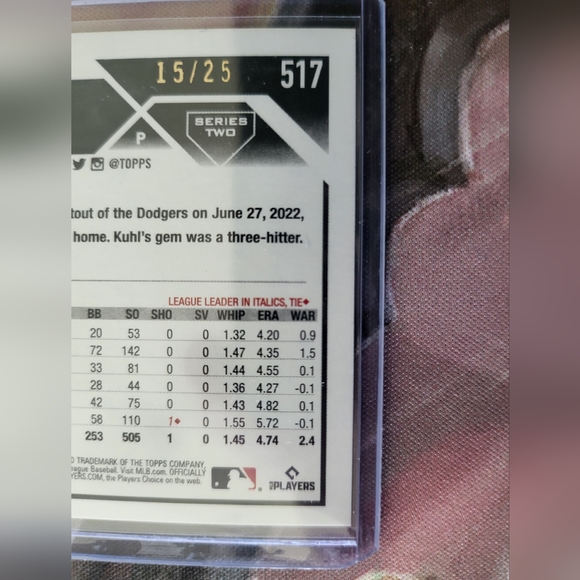 15/25 517
P SERIES
TWO
@TOPPS
tout of the Dodgers on June 27, 2022,
home. Kuhl's gem was a three-hitter.
LEAGUE LEADER IN ITALICS, TIE◆
BB SO SHO SV WHIP ERA WAR
20 53 0 0 1.32 4.20 0.9
72 142 0 0 1.47 4.35 1.5
33 81 0 0 1.44 4.55 0.1
28 44 0 0 1.36 4.27 -0.1
42 75 0 0 1.43 4.82 0.1
58 110 1◆ 0 1.55 5.72 -0.1
253 505 1 0 1.45 4.74 2.4
D TRADEMARK OF THE TOPPS COMPANY,
eague Baseball. Visit MLB.com. OFFICIALLY
YERS.COM, the Players Choice on the web.
PLAYERS